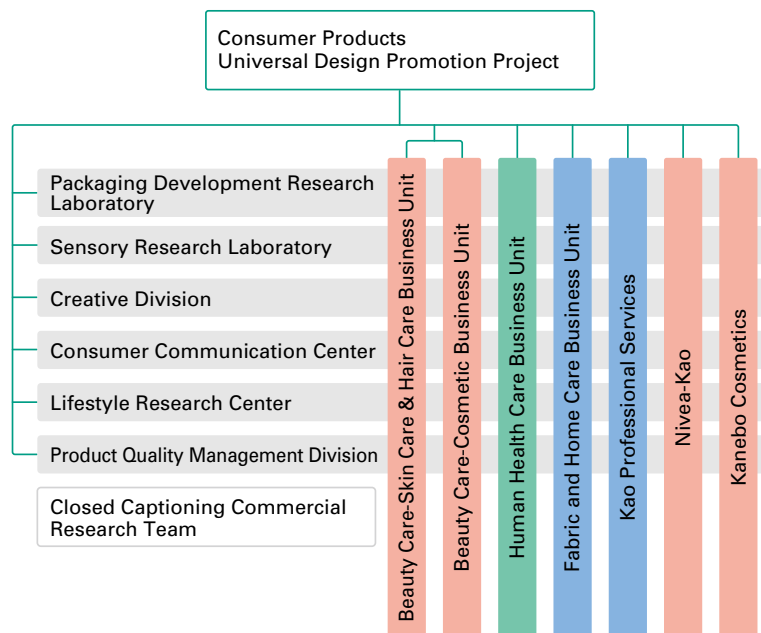 Consumer Products
Universal Design Promotion Project
Packaging Development Research
Laboratory
Sensory Research Laboratory
Creative Division
Consumer Communication Center
Lifestyle Research Center
Product Quality Management Division
Closed Captioning Commercial
Research Team
Beauty Care-Skin Care & Hair Care Business Unit
Beauty Care-Cosmetic Business Unit
Human Health Care Business Unit
Fabric and Home Care Business Unit
Kao Professional Services
Nivea-Kao
Kanebo Cosmetics